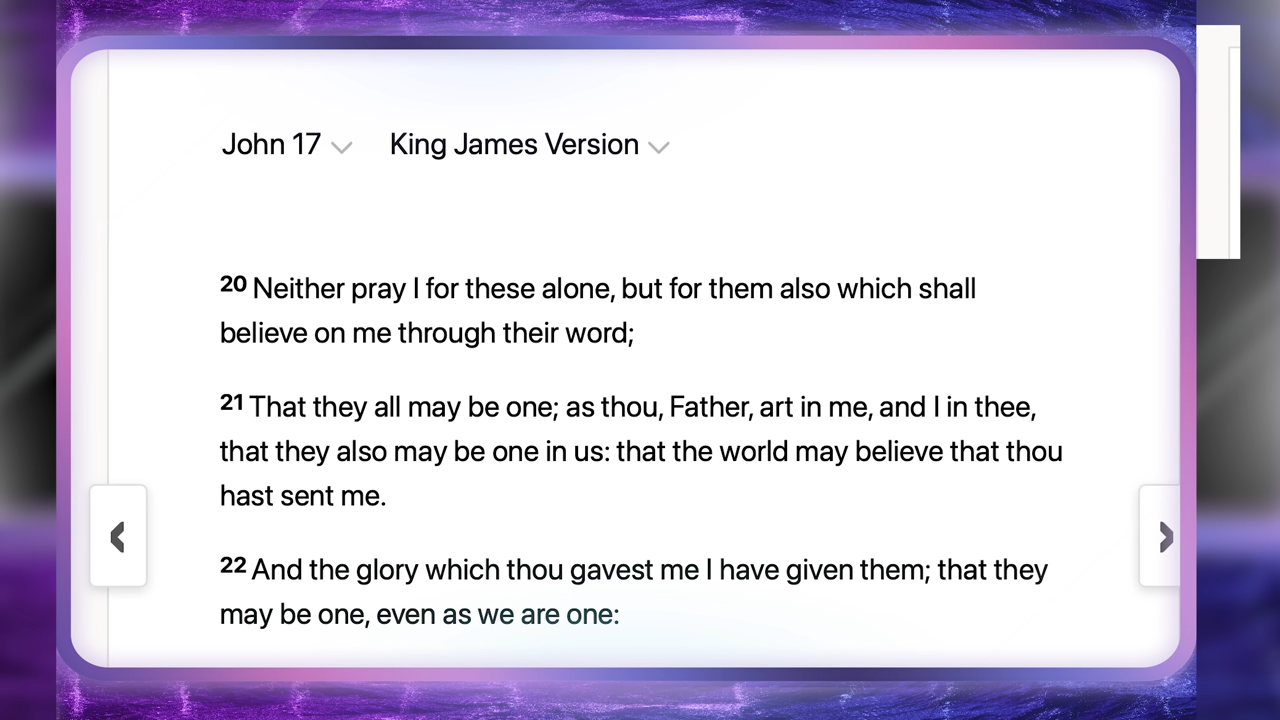 John 17 King James Version
20 Neither pray I for these alone, but for them also which shall
believe on me through their word;
21 That they all may be one; as thou, Father, art in me, and I in thee,
that they also may be one in us: that the world may believe that thou
hast sent me.
22 And the glory which thou gavest me I have given them; that they
may be one, even as we are one: